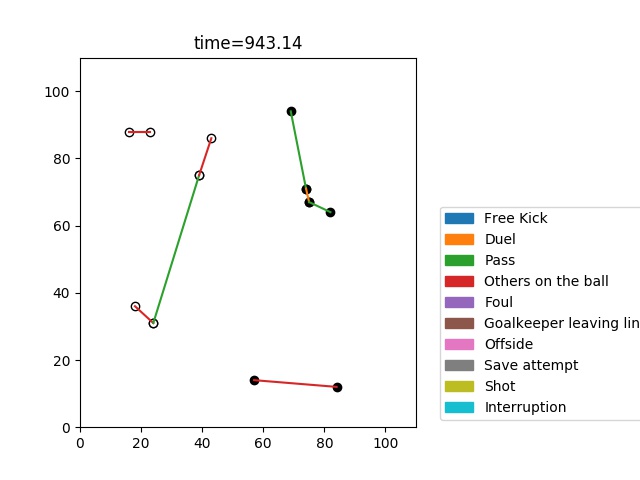 time=943.14
100
80
60
40
20
0
0 20 40 60 80 100
Free Kick
Duel
Pass
Others on the ball
Foul
Goalkeeper leaving lin
Offside
Save attempt
Shot
Interruption